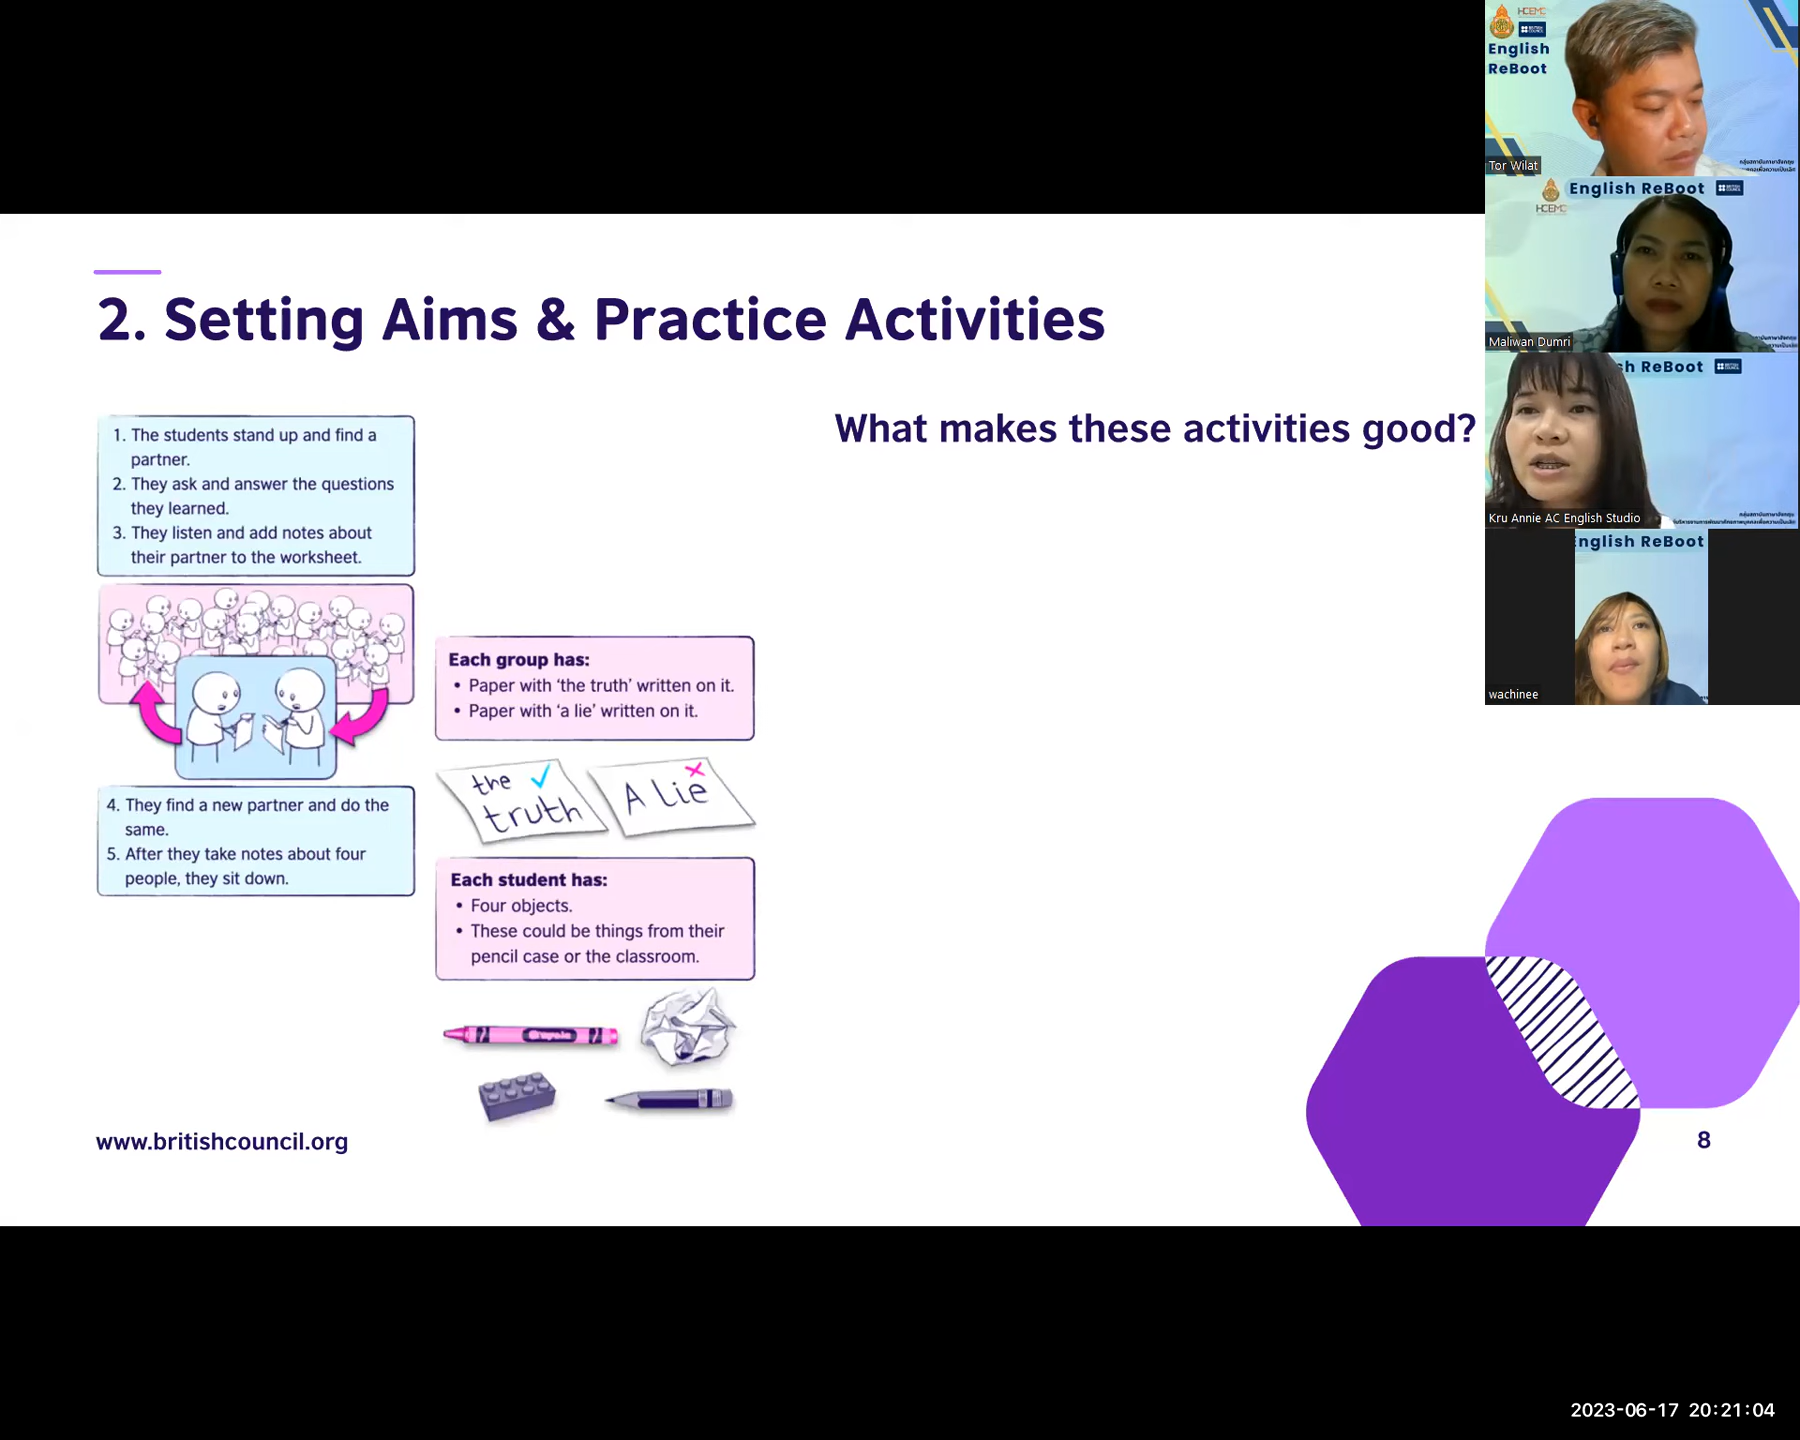 2. Setting Aims & Practice Activities
1. The students stand up and find a
partner.
2. They ask and answer the questions
they learned.
3. They listen and add notes about
their partner to the worksheet.
4. They find a new partner and do the
same.
5. After they take notes about four
people, they sit down.
Each group has:
• Paper with ‘the truth’ written on it.
• Paper with ‘a lie’ written on it.
the
truth
A Lie
Each student has:
• Four objects.
• These could be things from their
pencil case or the classroom.
Crayola
What makes these activities good?
www.britishcouncil.org
8
HCEMC
English
ReBoot
Tor Wilat
English ReBoot
HCEMC
Maliwan Dumri
sh ReBoot
Kru Annie AC English Studio
English ReBoot
wachinee
2023-06-17 20:21:04